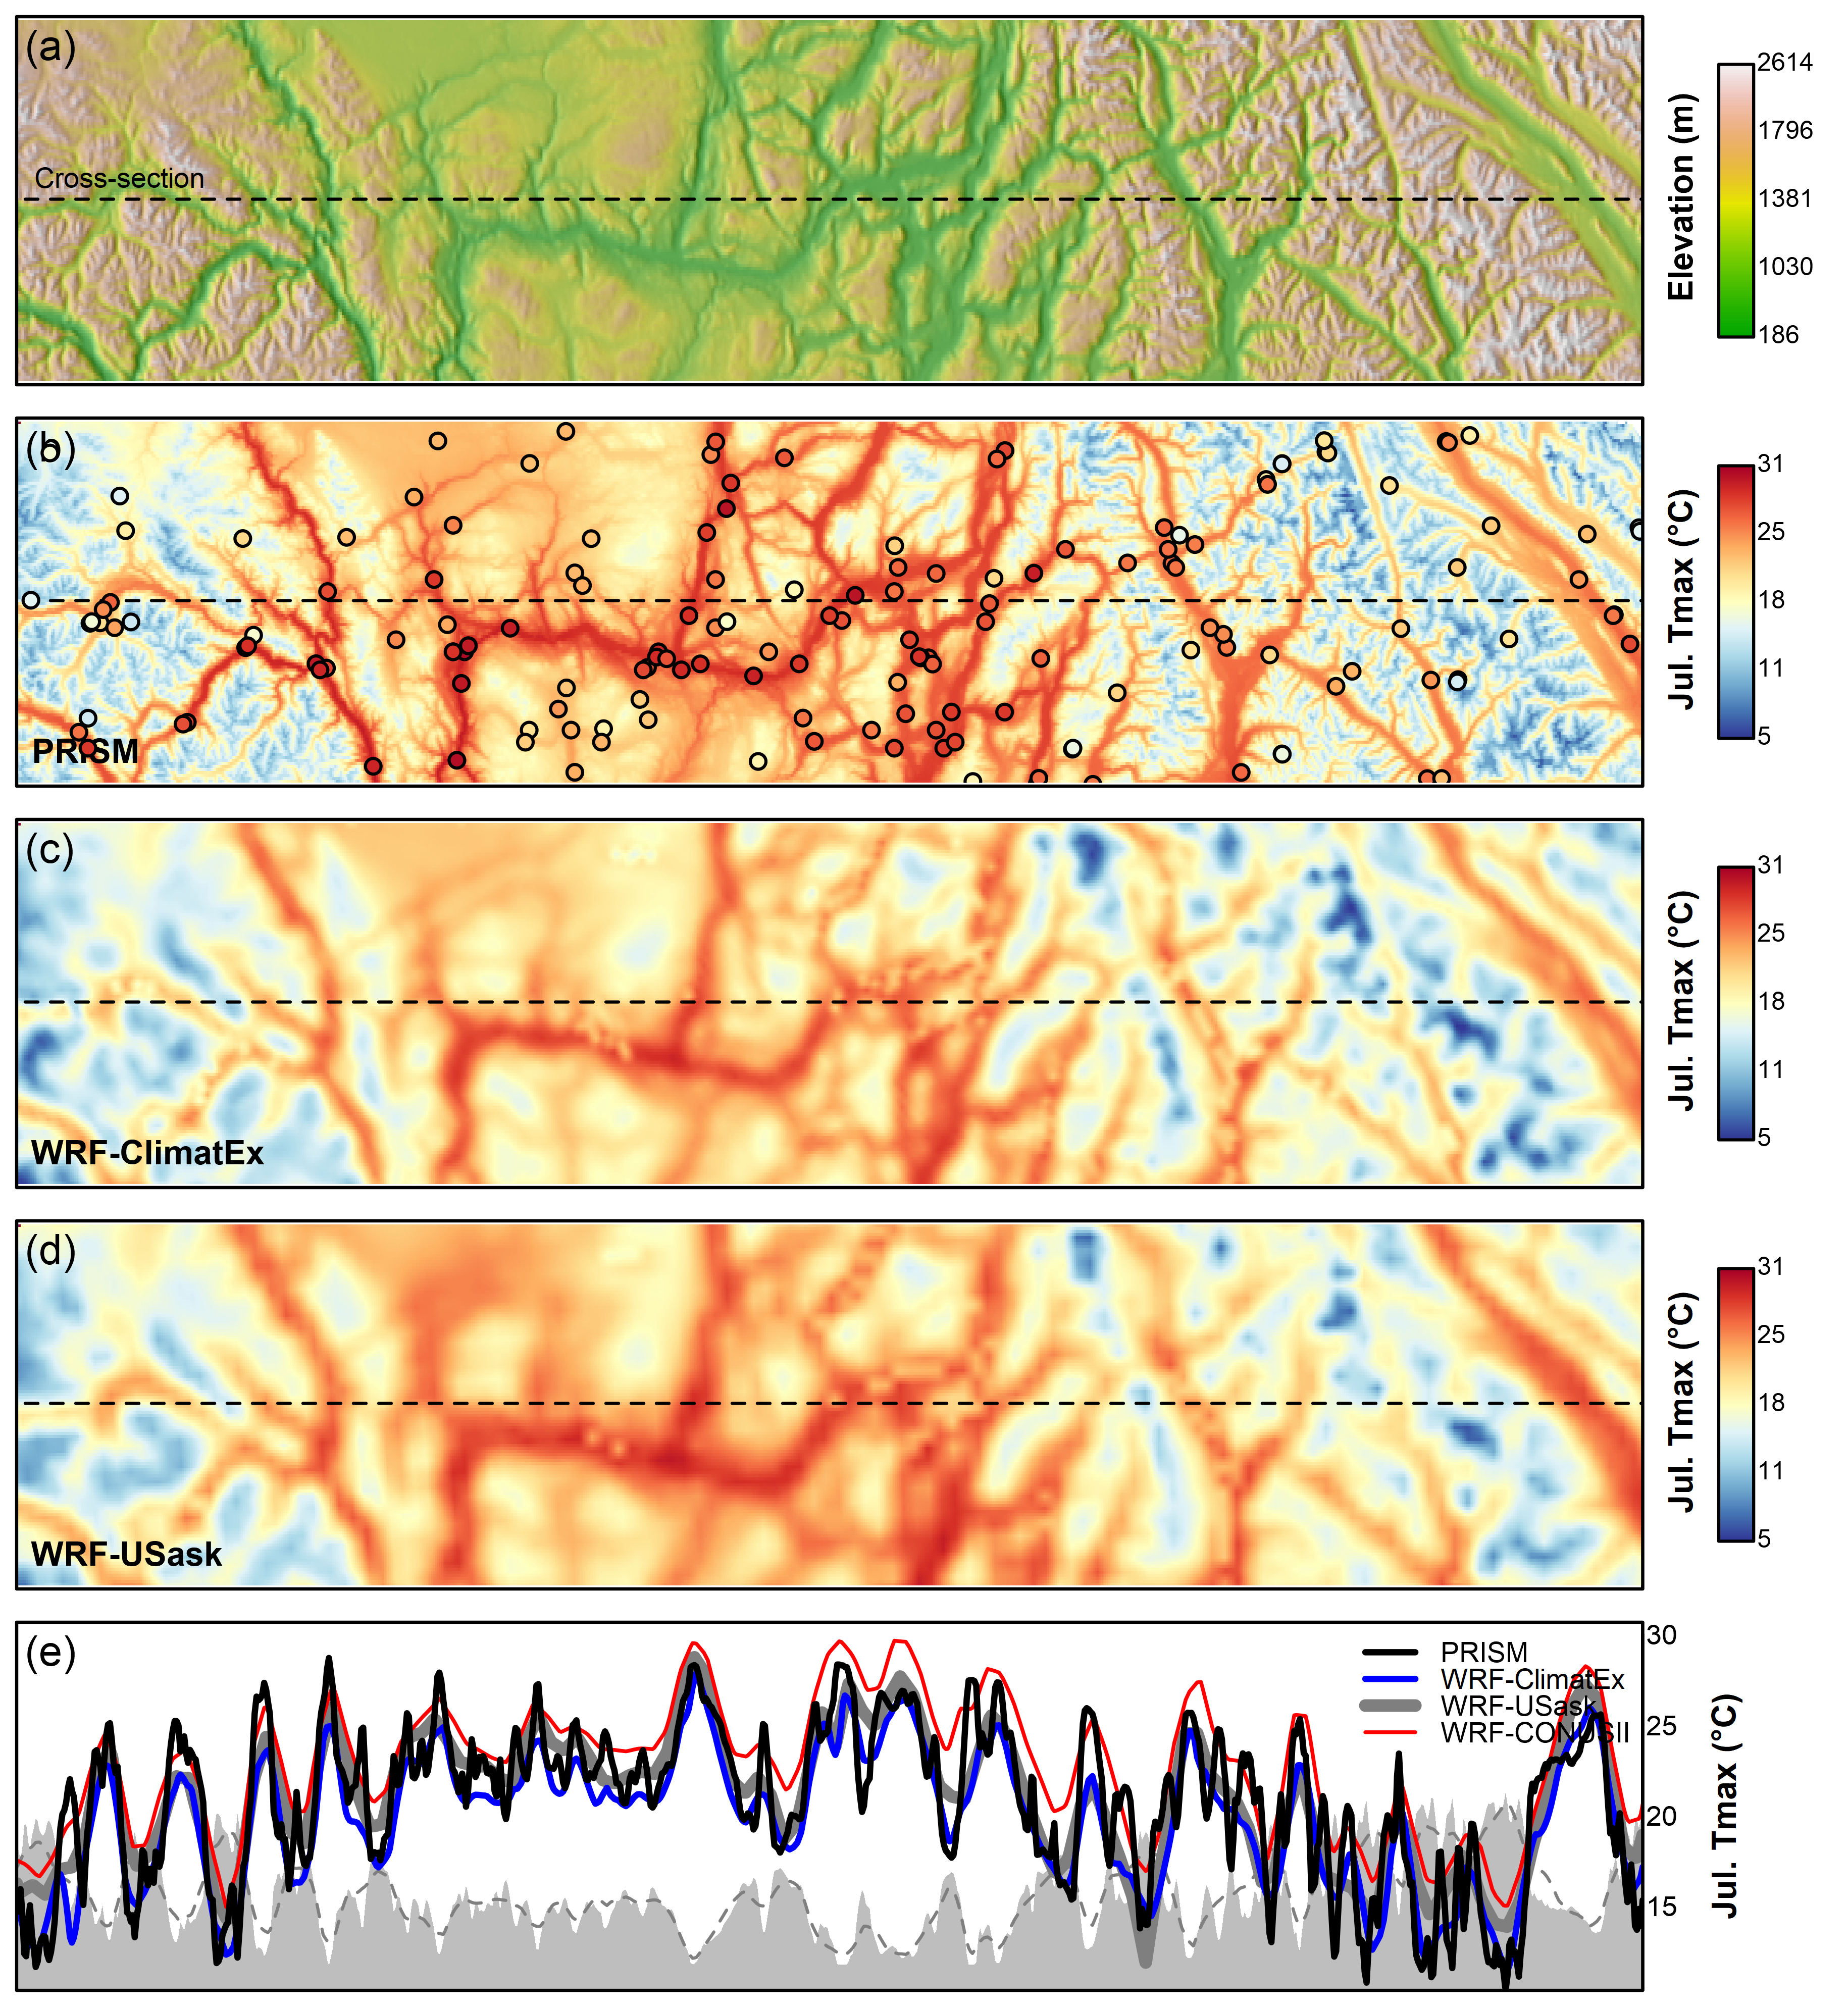 (a)
Cross-section
2614
1796
1381
1030
186
Elevation (m)
(b)
PRISM
31
25
18
11
5
Jul. Tmax (°C)
(c)
WRF-ClimatEx
31
25
18
11
5
Jul. Tmax (°C)
(d)
WRF-USask
31
25
18
11
5
Jul. Tmax (°C)
(e)
PRISM
WRF-ClimatEx
WRF-USask
WRF-CONUSII
30
25
20
15
Jul. Tmax (°C)